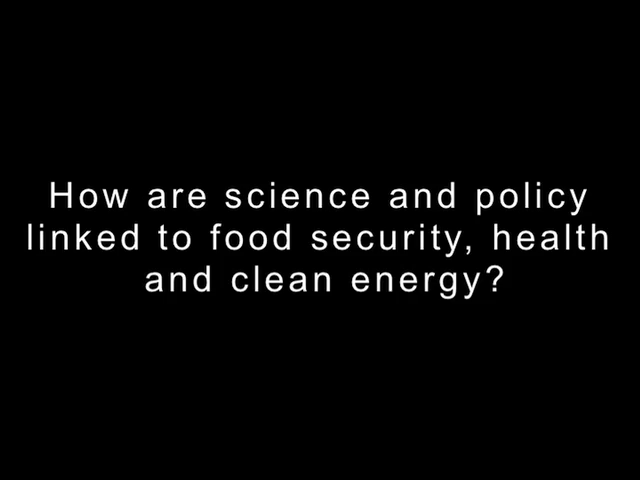 How are science and policy
linked to food security, health
and clean energy?